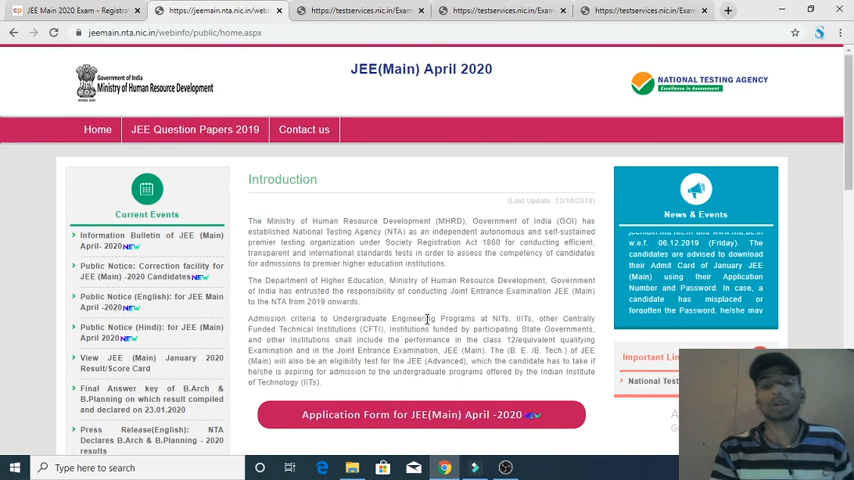 JEE Main 2020 Exam - Registra
https://jeemain.nta.nic.in/webin
https://testservices.nic.in/Exam
https://testservices.nic.in/Exam
https://testservices.nic.in/Exam
jeemain.nta.nic.in/webinfo/public/home.aspx
Government of India
Ministry of Human Resource Development
JEE(Main) April 2020
NATIONAL TESTING AGENCY
Excellence in Assessment
Home
JEE Question Papers 2019
Contact us
Current Events
Information Bulletin of JEE (Main)
April- 2020 NEW
Public Notice: Correction facility for
JEE (Main) -2020 Candidates NEW
Public Notice (English): for JEE Main
April -2020 NEW
Public Notice (Hindi): for JEE Main
April 2020 NEW
View JEE (Main) January 2020
Result/Score Card
Final Answer key of B.Arch &
B.Planning on which result compiled
and declared on 23.01.2020
Press Release(English): NTA
Declares B.Arch & B.Planning - 2020
results
Introduction
(Last Update :12/10/2019)
The Ministry of Human Resource Development (MHRD), Government of India (GOI) has
established National Testing Agency (NTA) as an independent autonomous and self-sustained
premier testing organization under Society Registration Act 1860 for conducting efficient,
transparent and international standards tests in order to assess the competency of candidates
for admissions to premier higher education institutions.
The Department of Higher Education, Ministry of Human Resource Development, Government
of India has entrusted the responsibility of conducting Joint Entrance Examination JEE (Main)
to the NTA from 2019 onwards.
Admission criteria to Undergraduate Engineering Programs at NITs, IIITs, other Centrally
Funded Technical Institutions (CFTI), Institutions funded by participating State Governments,
and other Institutions shall include the performance in the class 12/equivalent qualifying
Examination and in the Joint Entrance Examination, JEE (Main). The (B. E. /B. Tech.) of JEE
(Main) will also be an eligibility test for the JEE (Advanced), which the candidate has to take if
he/she is aspiring for admission to the undergraduate programs offered by the Indian Institute
of Technology (IITs).
Application Form for JEE(Main) April -2020 NEW
News & Events
w.e.f. 06.12.2019 (Friday). The
candidates are advised to download
their Admit Card of January JEE
(Main) using their Application
Number and Password. In case, a
candidate has misplaced or
forgotten the Password, he/she may
Important Lin
National Test
Type here to search